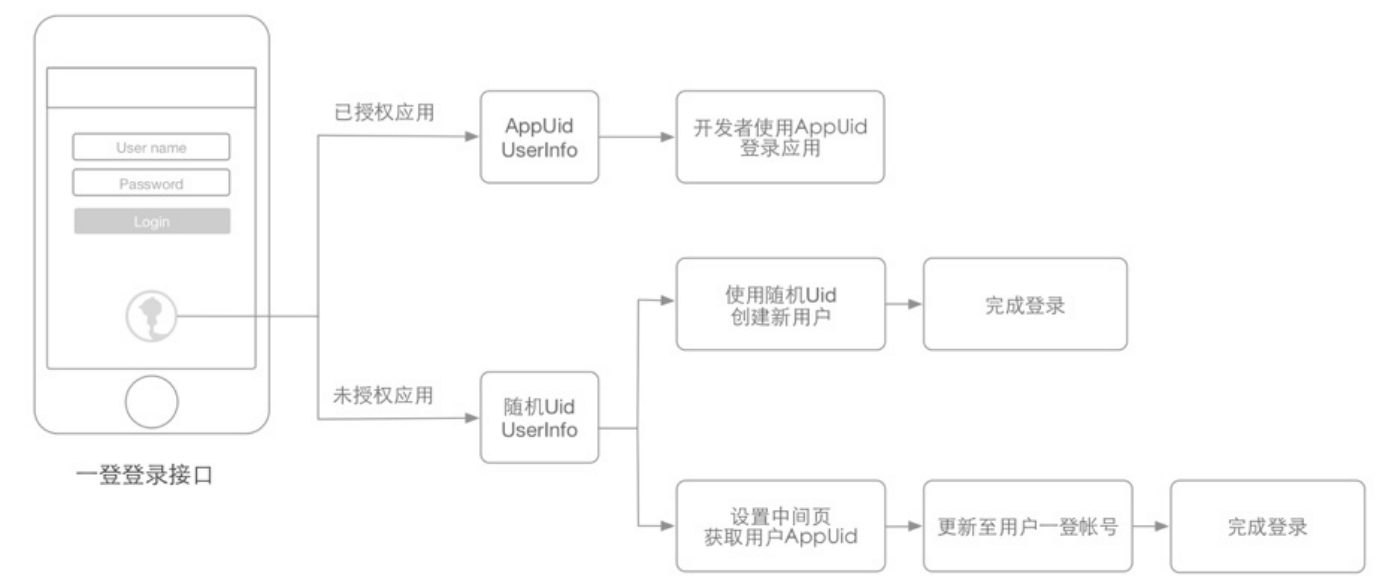 User name
Password
Login
一登登录接口
已授权应用
AppUid
UserInfo
开发者使用AppUid
登录应用
未授权应用
随机Uid
UserInfo
使用随机Uid
创建新用户
完成登录
设置中间页
获取用户AppUid
更新至用户一登帐号
完成登录